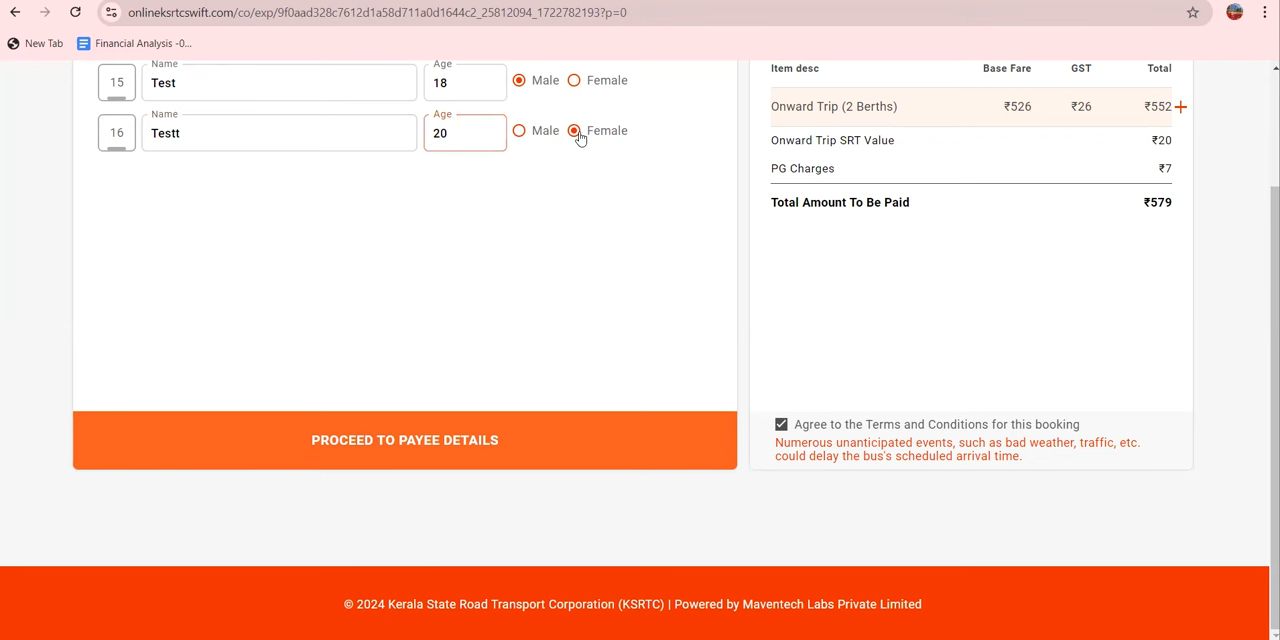 onlineksrtcswift.com/co/exp/9f0aad328c7612d1a58d711a0d1644c2_25812094_1722782193?p=0
New Tab
Financial Analysis -0...
15
Name
Test
Age
18
Male
Female
16
Name
Testt
Age
20
Male
Female
PROCEED TO PAYEE DETAILS
Item desc Base Fare GST Total
Onward Trip (2 Berths) ₹526 ₹26 ₹552
Onward Trip SRT Value ₹20
PG Charges ₹7
Total Amount To Be Paid ₹579
Agree to the Terms and Conditions for this booking
Numerous unanticipated events, such as bad weather, traffic, etc.
could delay the bus's scheduled arrival time.
© 2024 Kerala State Road Transport Corporation (KSRTC) | Powered by Maventech Labs Private Limited